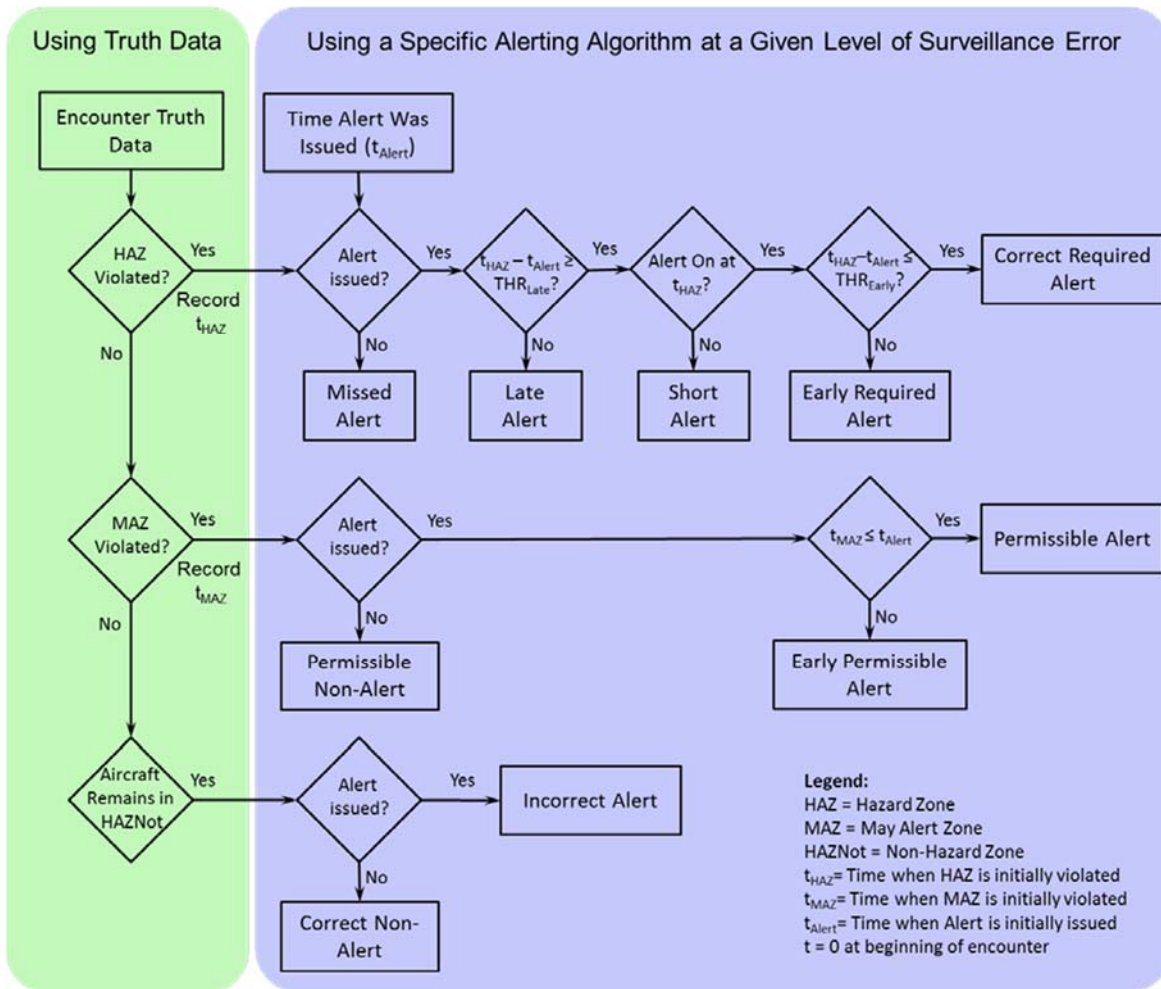 Using Truth Data
Using a Specific Alerting Algorithm at a Given Level of Surveillance Error
Encounter Truth
Data
Time Alert Was
Issued (tAlert)
HAZ
Violated?
Yes
Record
tHAZ
No
Alert
issued?
Yes
No
tHAZ – tAlert ≥
THRLate?
Yes
No
Alert On at
tHAZ?
Yes
No
tHAZ–tAlert ≤
THREarly?
Yes
No
Correct Required
Alert
Missed
Alert
Late
Alert
Short
Alert
Early Required
Alert
MAZ
Violated?
Yes
Record
tMAZ
No
Alert
issued?
Yes
No
tMAZ ≤ tAlert
Yes
No
Permissible Alert
Permissible
Non-Alert
Early Permissible
Alert
Aircraft
Remains in
HAZNot
Yes
Alert
issued?
Yes
No
Incorrect Alert
Correct Non-
Alert
Legend:
HAZ = Hazard Zone
MAZ = May Alert Zone
HAZNot = Non-Hazard Zone
tHAZ= Time when HAZ is initially violated
tMAZ= Time when MAZ is initially violated
tAlert= Time when Alert is initially issued
t = 0 at beginning of encounter